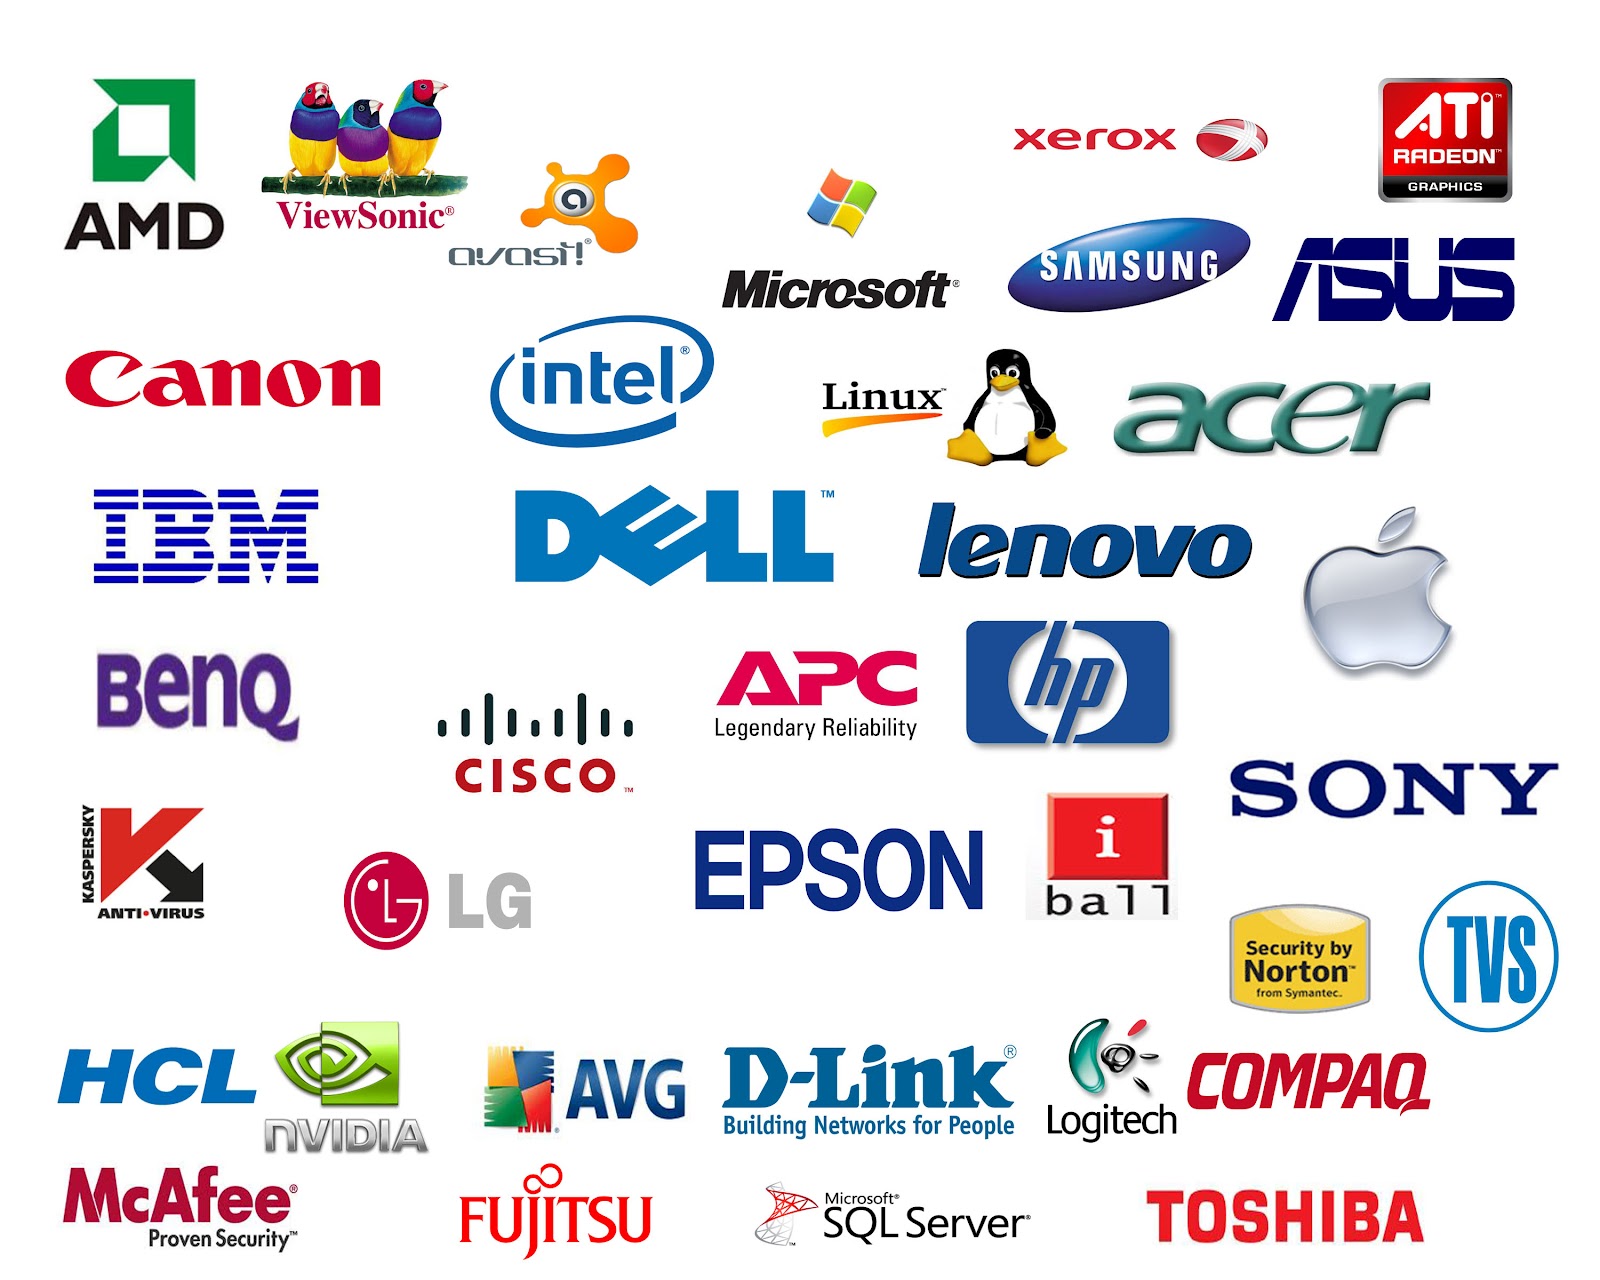 AMD
ViewSonic®
avast!®
Microsoft®
xerox
ATI™
RADEON™
GRAPHICS
SAMSUNG
ASUS
Canon
intel®
Linux™
acer
IBM
DELL™
lenovo
BenQ
CISCO™
APC
Legendary Reliability
hp
SONY
KASPERSKY
ANTI•VIRUS
LG
EPSON
i
ball
Security by
Norton™
from Symantec™
TVS
HCL
NVIDIA
AVG®
D-Link®
Building Networks for People
Logitech
COMPAQ
McAfee®
Proven Security™
FUJITSU
Microsoft®
SQL Server®
TOSHIBA